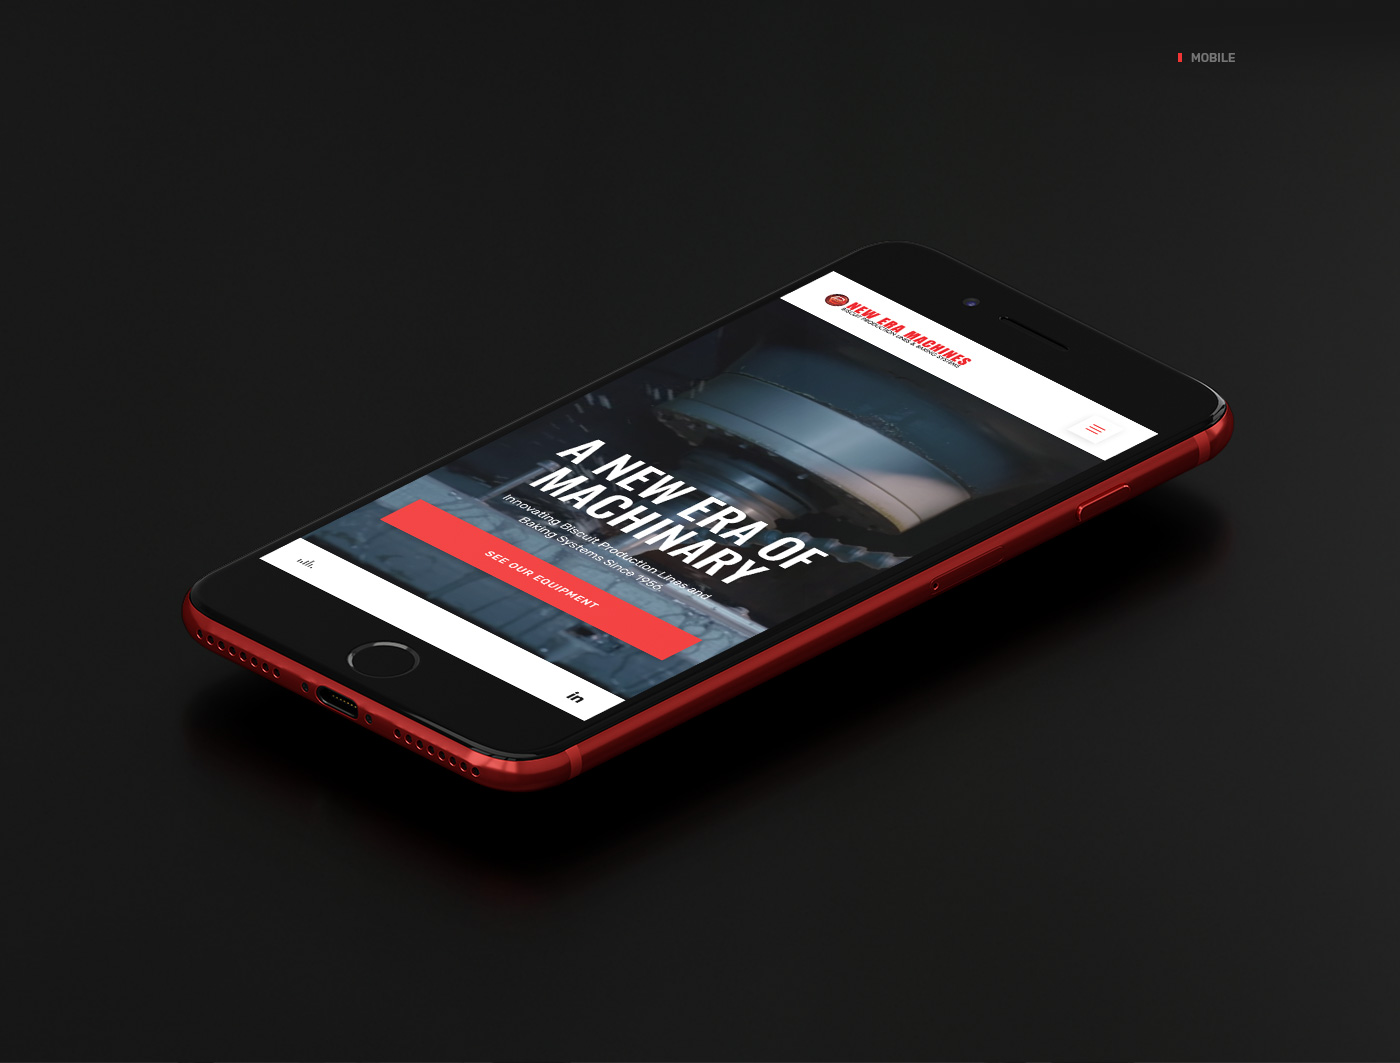 MOBILE
NEW ERA MACHINES
BISCUIT PRODUCTION LINES & BAKING SYSTEMS
A NEW ERA OF
MACHINARY
Innovating Biscuit Production Lines and
Baking Systems Since 1956.
SEE OUR EQUIPMENT
in